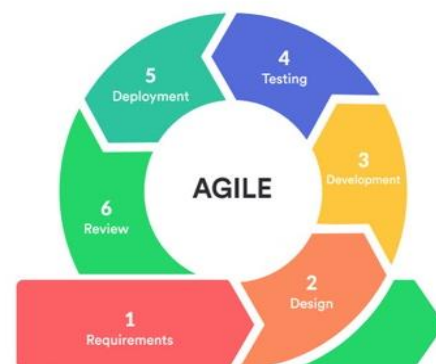 5
Deployment
4
Testing
3
Development
AGILE
6
Review
2
Design
1
Requirements